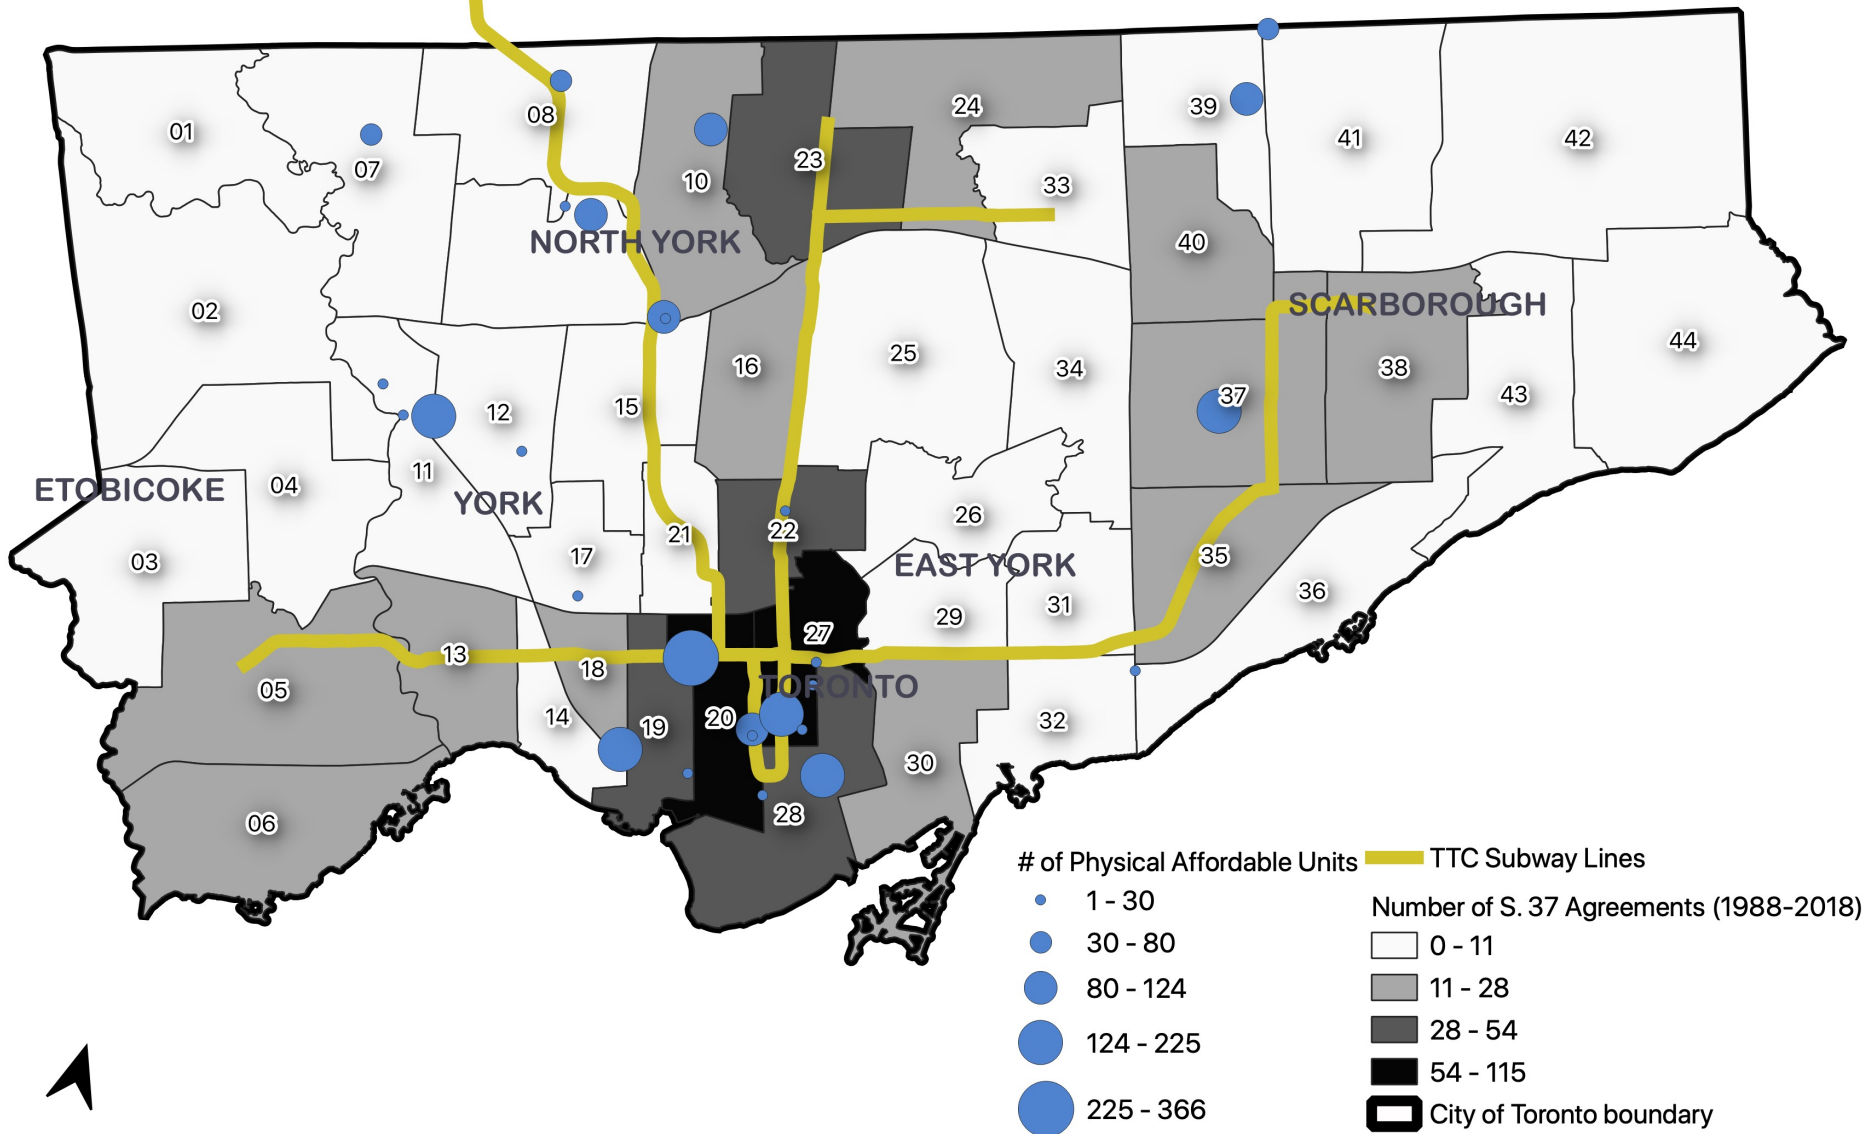 01
07
08
10
23
24
33
39
41
42
40
NORTH YORK
02
SCARBOROUGH
16
25
34
37
38
43
44
12
15
11
ETOBICOKE
04
YORK
21
22
26
03
17
EAST YORK
35
36
29
31
27
13
18
05
TORONTO
14
19
20
32
30
06
28
# of Physical Affordable Units
1 - 30
30 - 80
80 - 124
124 - 225
225 - 366
TTC Subway Lines
Number of S. 37 Agreements (1988-2018)
0 - 11
11 - 28
28 - 54
54 - 115
City of Toronto boundary